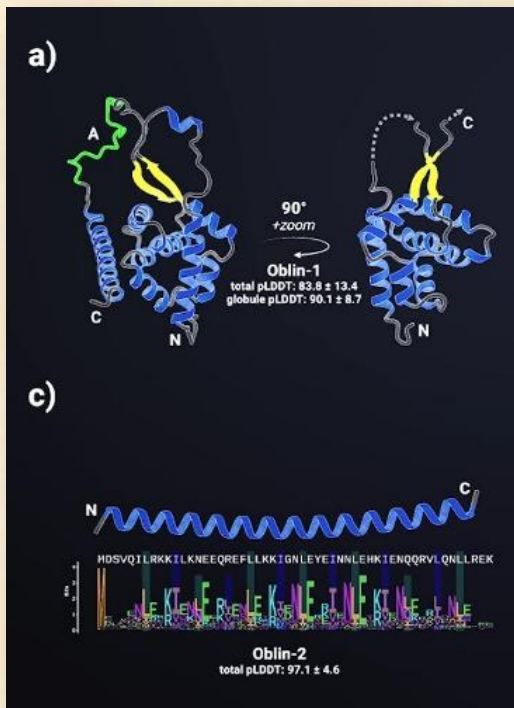 a)
A
C
90°
+zoom
C
Oblin-1
total pLDDT: 83.8 ± 13.4
globule pLDDT: 90.1 ± 8.7
C
N
N
c)
N
C
MDSVQILRKKILKNEEQREFLLKKIGNLEYEINNLEHKIENQQRVLQNLLREK
Oblin-2
total pLDDT: 97.1 ± 4.6